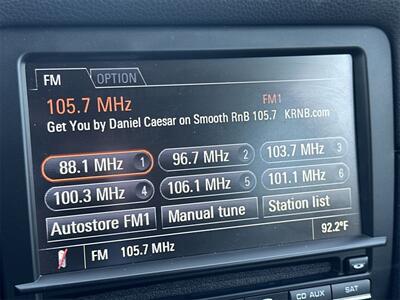 FM OPTION
105.7 MHz FM1
Get You by Daniel Caesar on Smooth RnB 105.7 KRNB.com
88.1 MHz 1 96.7 MHz 2 103.7 MHz 3
100.3 MHz 4 106.1 MHz 5 101.1 MHz 6
Autostore FM1 Manual tune Station list
FM 105.7 MHz 92.2°F
CD AUX SAT